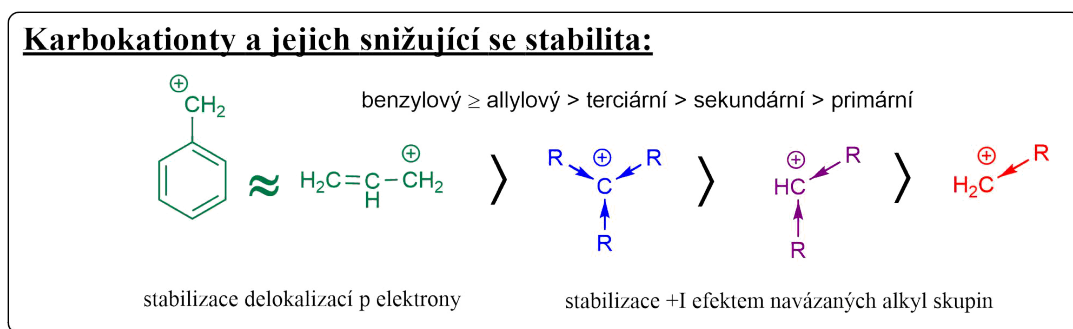 Karbokationty a jejich snižující se stabilita:
benzylový ≥ allylový > terciární > sekundární > primární
⊕
CH2
≈
H2C=C-CH2
H
⊕
〉
R
⊕
R
C
R
〉
⊕
R
HC
R
〉
⊕
R
H2C
stabilizace delokalizací p elektrony
stabilizace +I efektem navázaných alkyl skupin